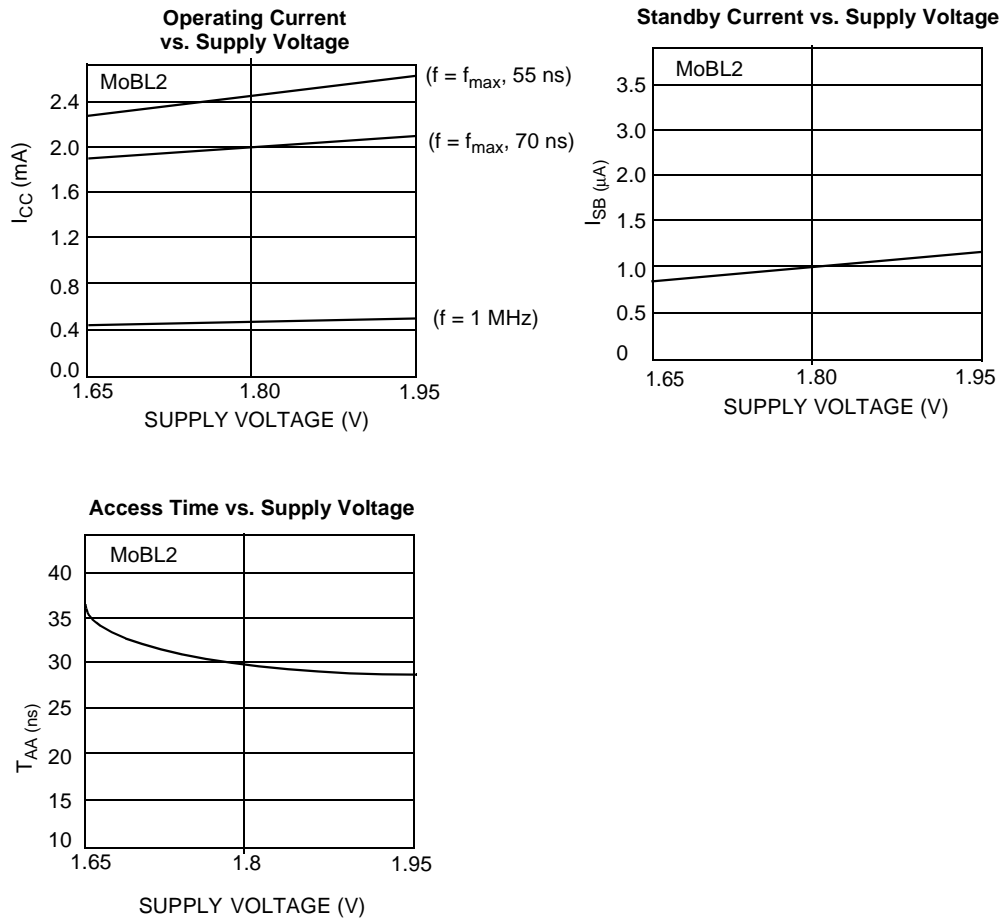 Operating Current
vs. Supply Voltage
MoBL2
(f = fmax, 55 ns)
(f = fmax, 70 ns)
(f = 1 MHz)
ICC (mA)
2.4
2.0
1.6
1.2
0.8
0.4
0.0
1.65
1.80
1.95
SUPPLY VOLTAGE (V)
Standby Current vs. Supply Voltage
MoBL2
ISB (µA)
3.5
3.0
2.0
1.5
1.0
0.5
0
1.65
1.80
1.95
SUPPLY VOLTAGE (V)
Access Time vs. Supply Voltage
MoBL2
TAA (ns)
40
35
30
25
20
15
10
1.65
1.8
1.95
SUPPLY VOLTAGE (V)